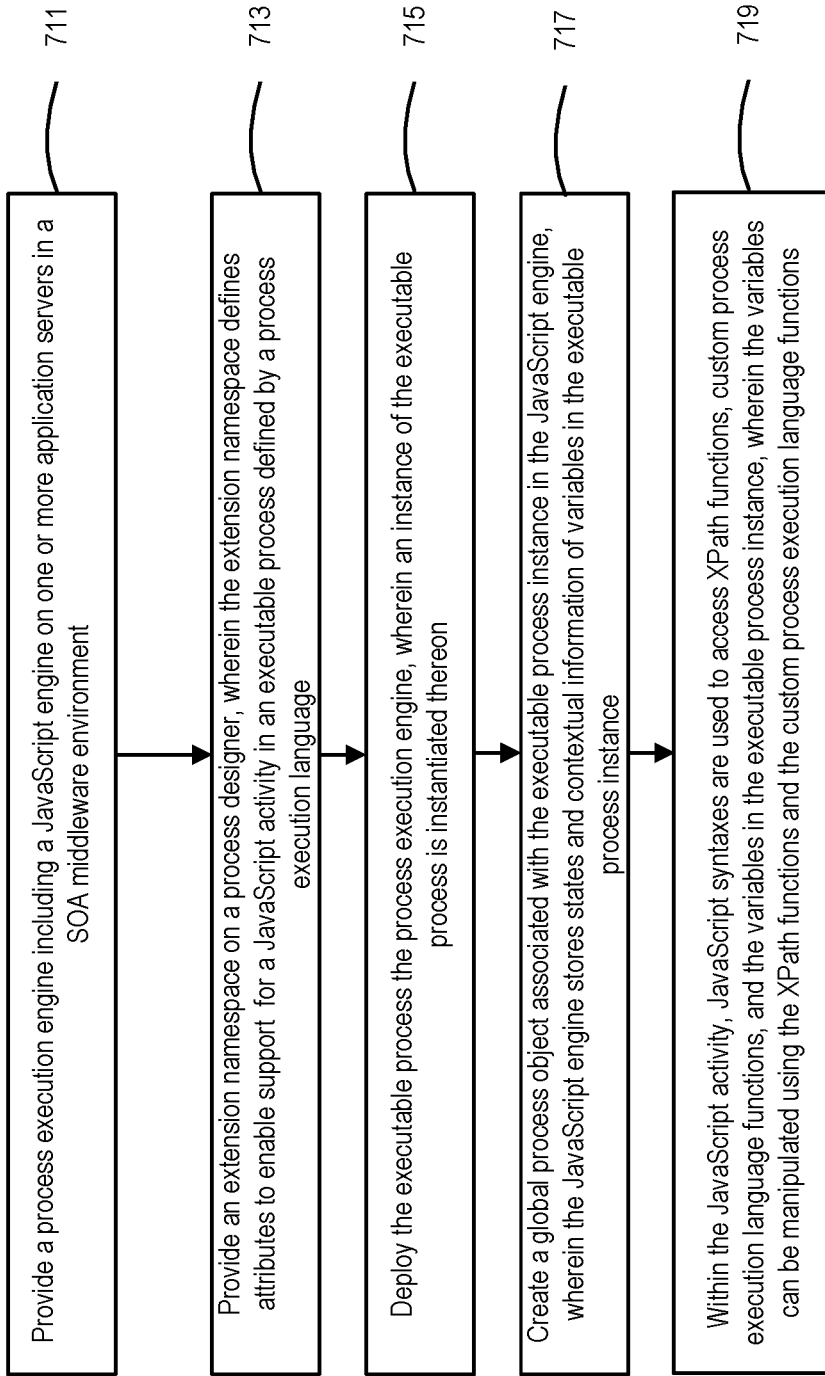 Provide a process execution engine including a JavaScript engine on one or more application servers in a
SOA middleware environment
711
Provide an extension namespace on a process designer, wherein the extension namespace defines
attributes to enable support for a JavaScript activity in an executable process defined by a process
execution language
713
Deploy the executable process the process execution engine, wherein an instance of the executable
process is instantiated thereon
715
Create a global process object associated with the executable process instance in the JavaScript engine,
wherein the JavaScript engine stores states and contextual information of variables in the executable
process instance
717
Within the JavaScript activity, JavaScript syntaxes are used to access XPath functions, custom process
execution language functions, and the variables in the executable process instance, wherein the variables
can be manipulated using the XPath functions and the custom process execution language functions
719